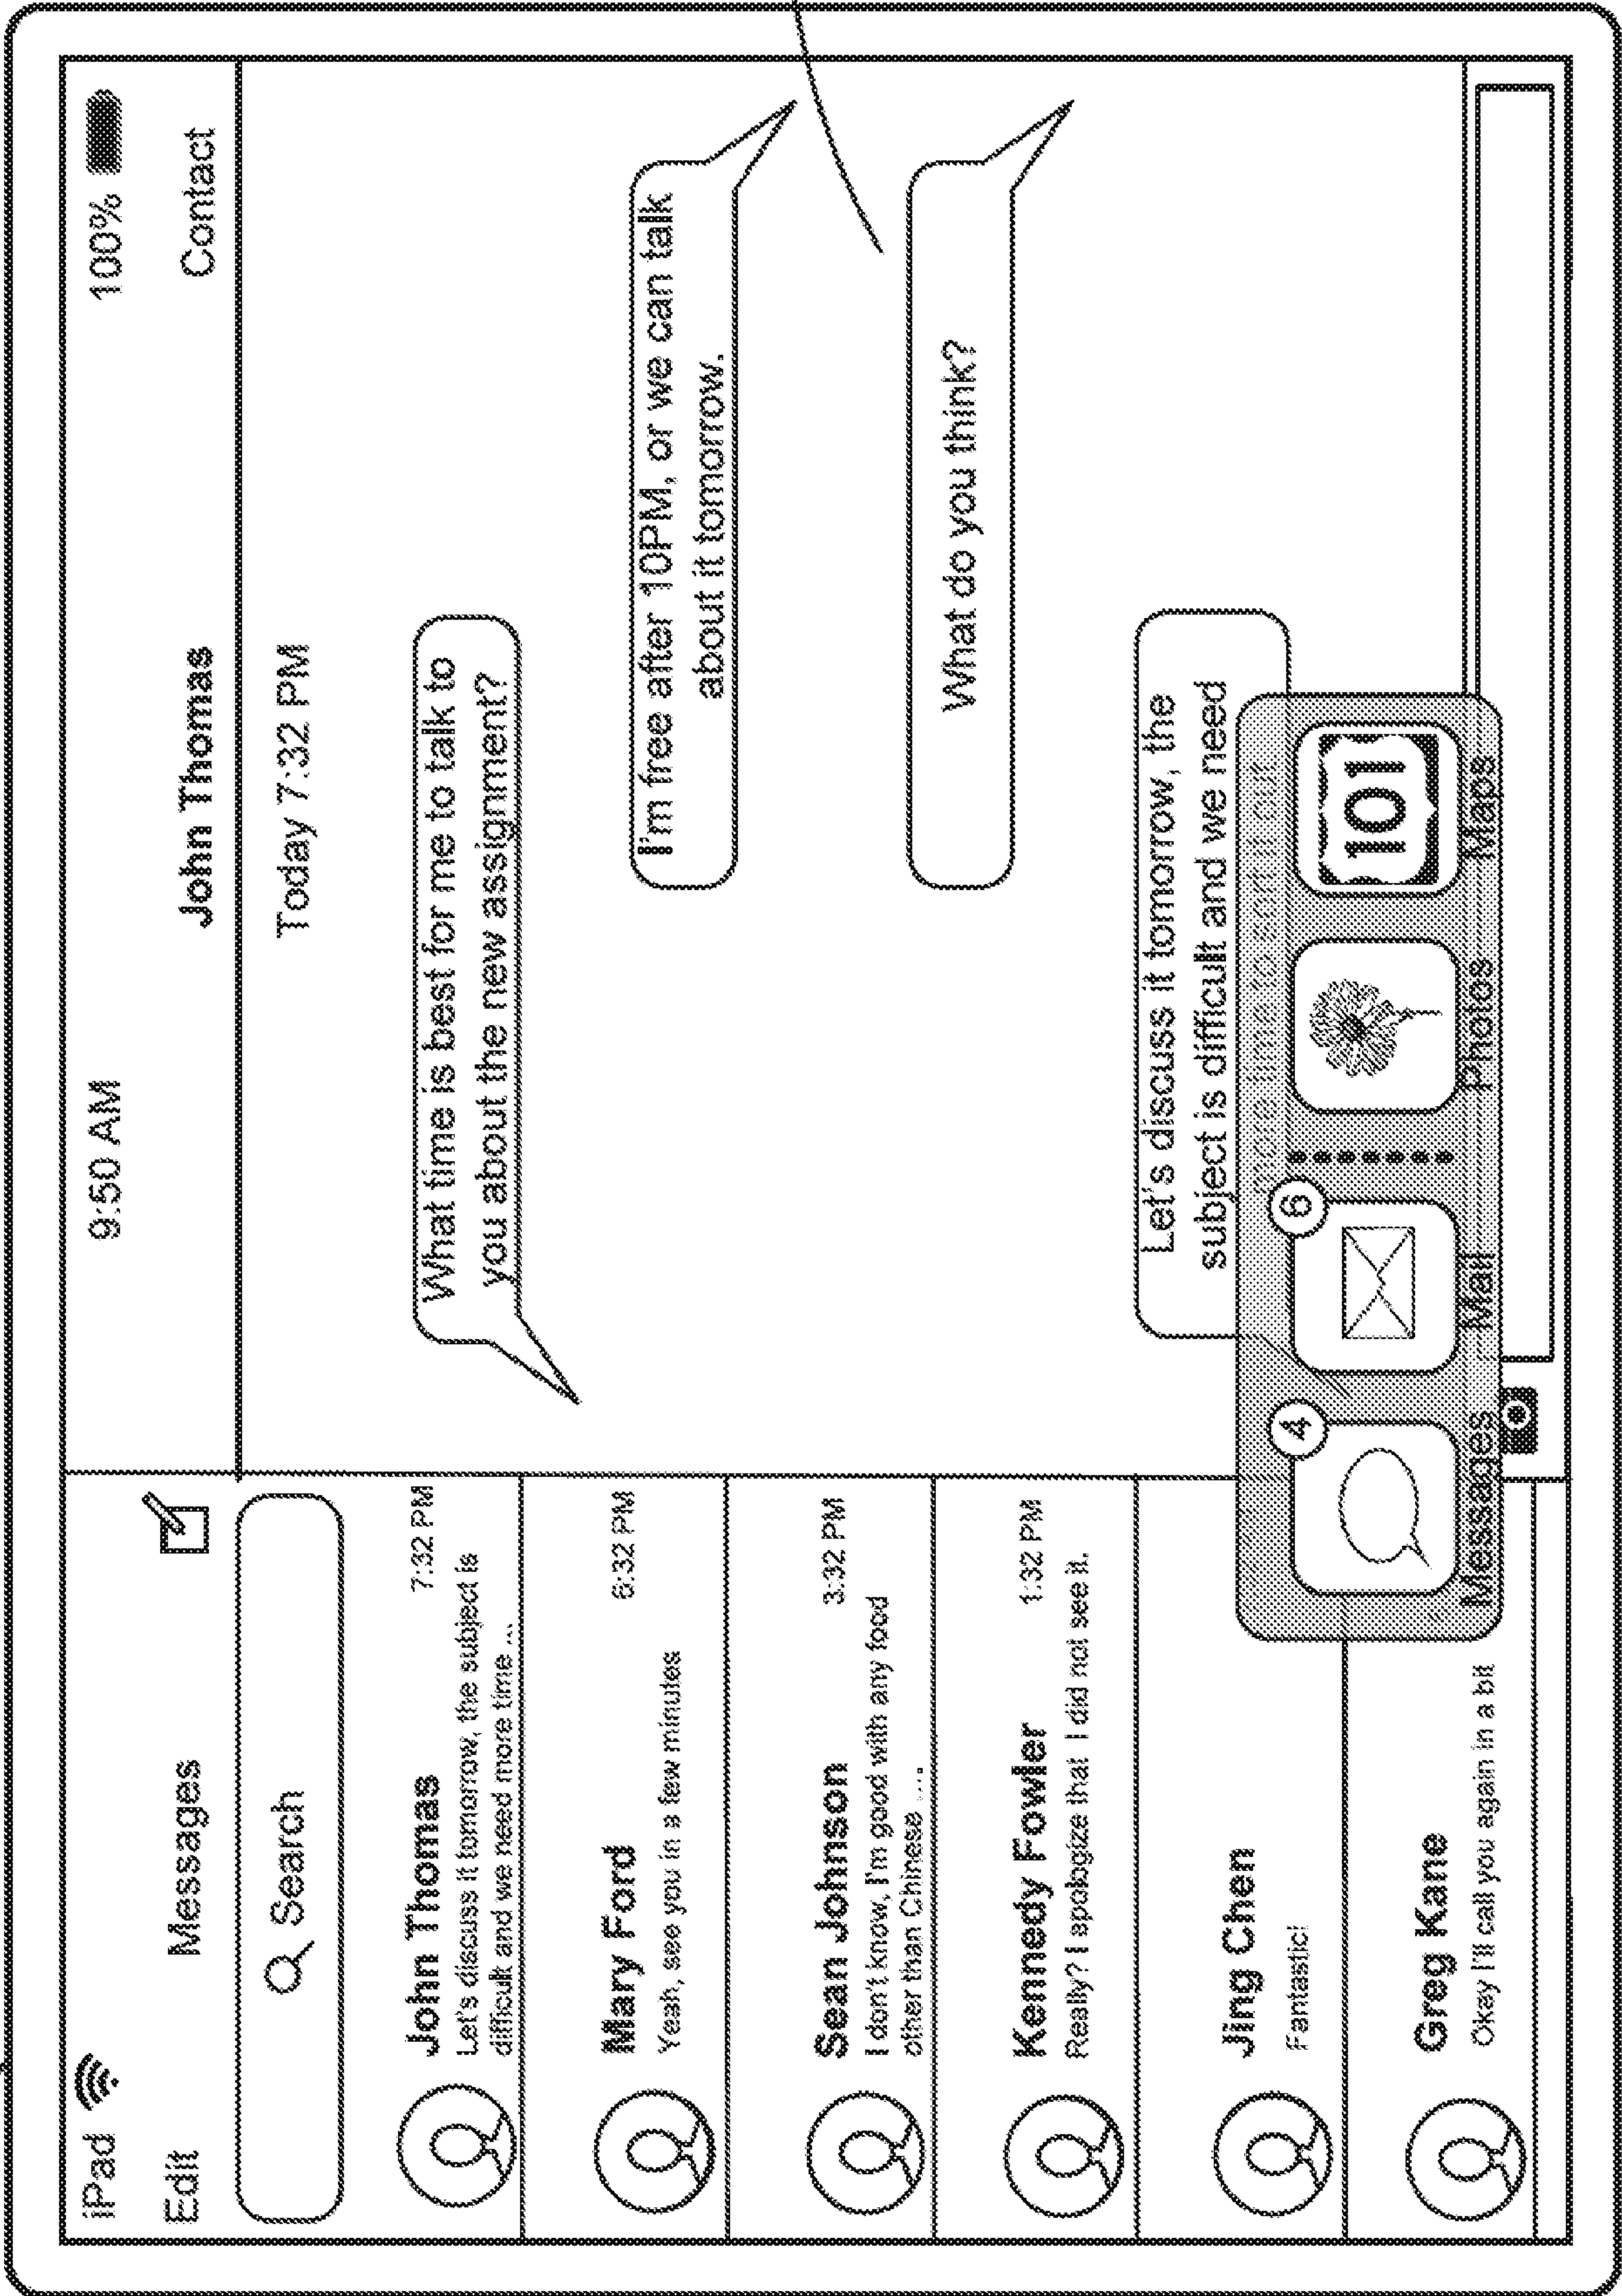 iPad
9:50 AM
100%
Edit
Messages
John Thomas
Contact
Search
Today 7:32 PM
John Thomas
7:32 PM
Let's discuss it tomorrow, the subject is
difficult and we need more time ...
Mary Ford
6:32 PM
Yeah, see you in a few minutes
Sean Johnson
3:32 PM
I don't know, I'm good with any food
other than Chinese ....
Kennedy Fowler
1:32 PM
Really? I apologize that I did not see it.
Jing Chen
Fantastic!
Greg Kane
Okay I'll call you again in a bit
What time is best for me to talk to
you about the new assignment?
I'm free after 10PM, or we can talk
about it tomorrow.
What do you think?
Let's discuss it tomorrow, the
subject is difficult and we need
more time to sort it out
4
6
101
Messages
Mail
Photos
Maps